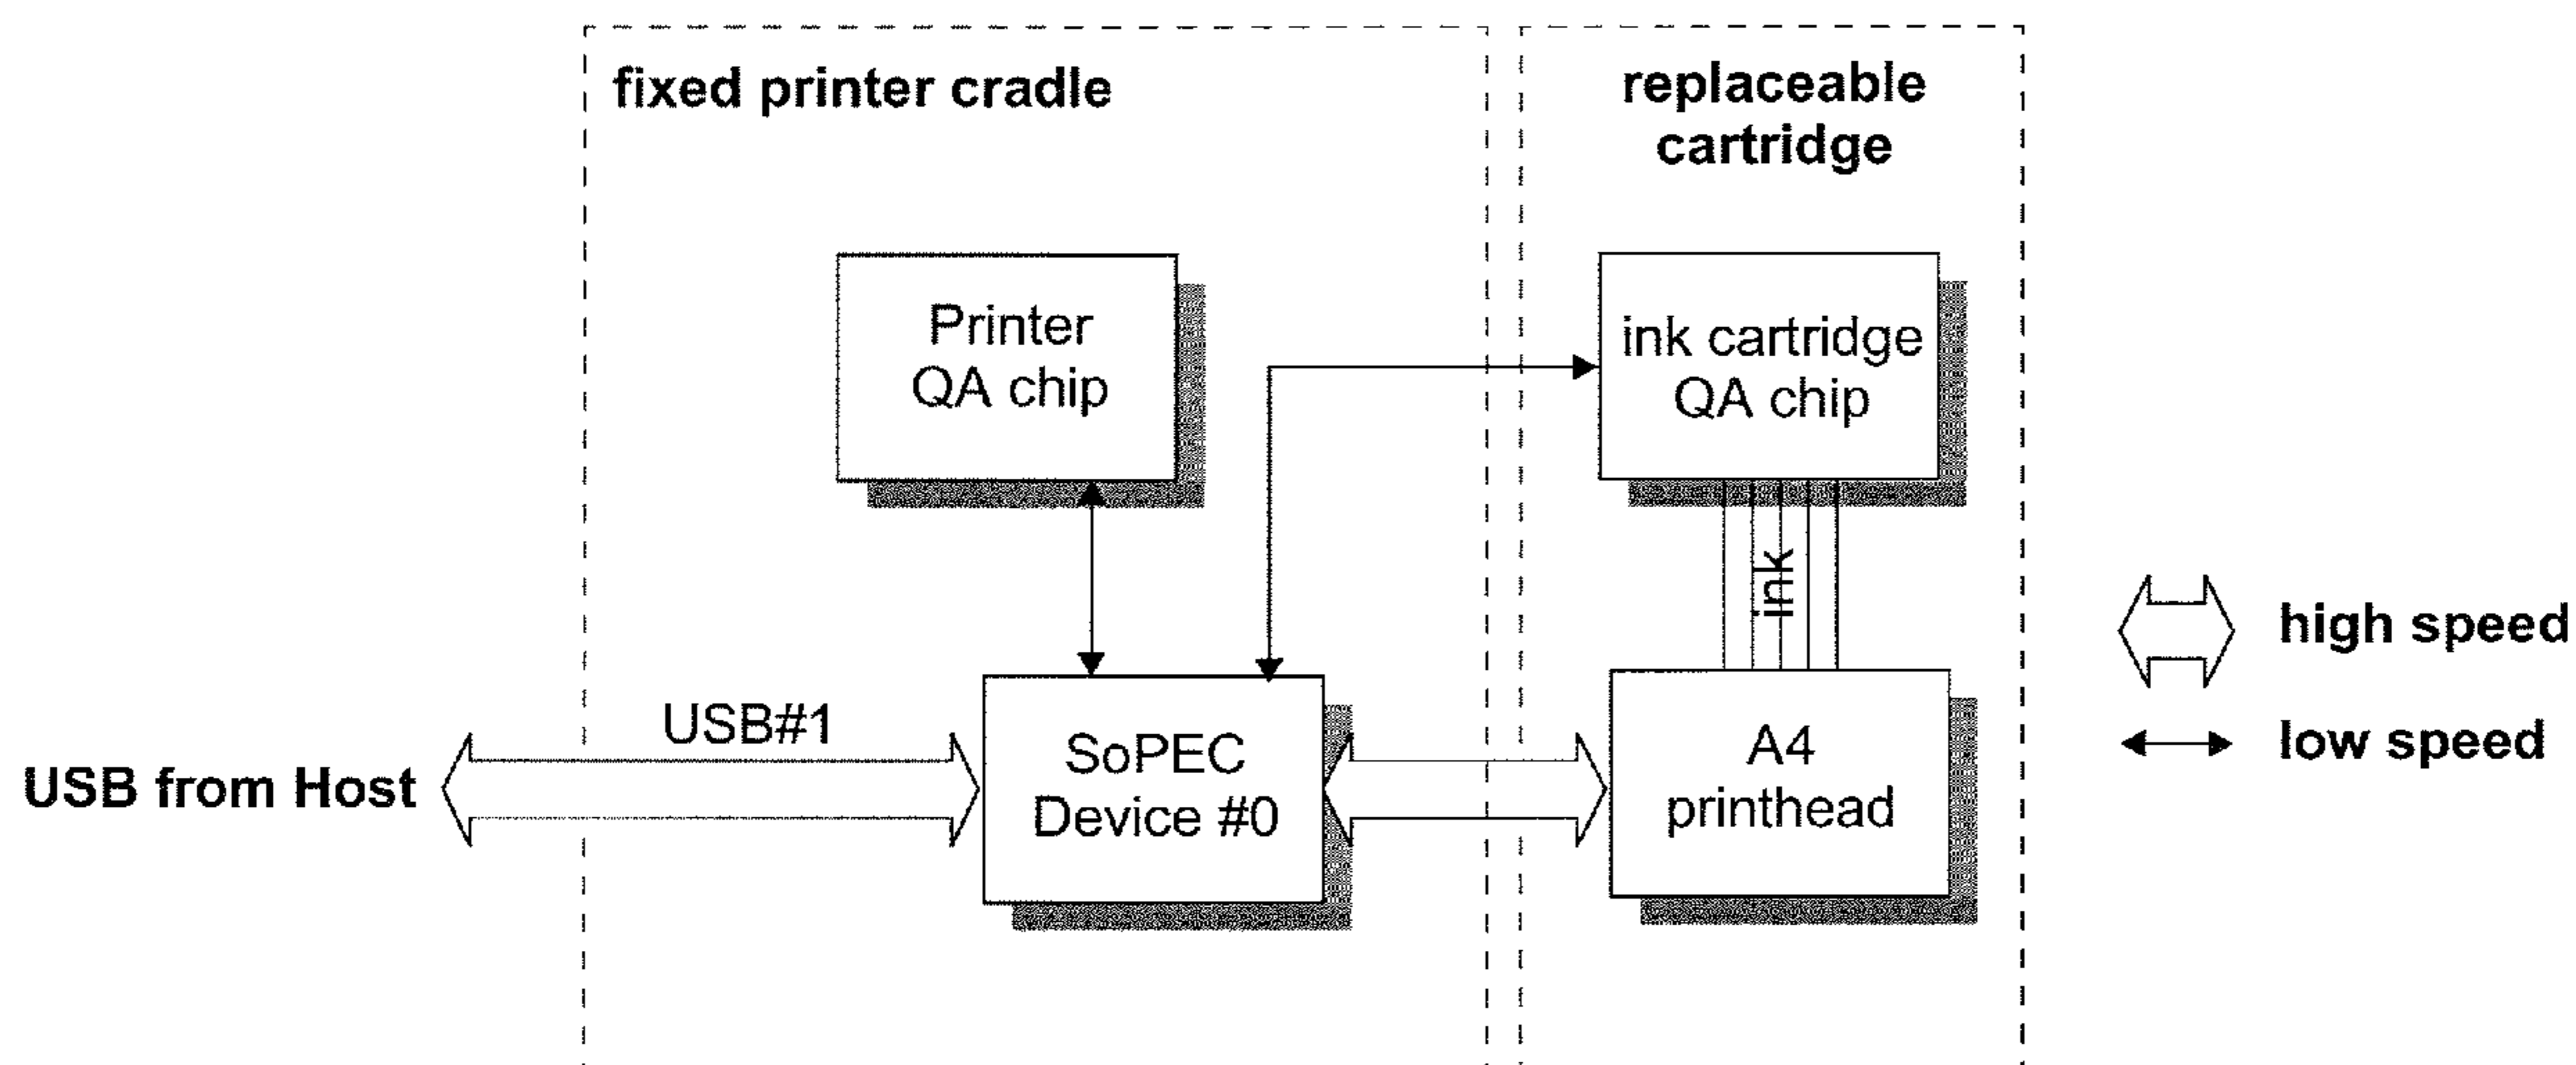 fixed printer cradle
replaceable
cartridge
Printer
QA chip
ink cartridge
QA chip
ink
USB from Host
USB#1
SoPEC
Device #0
A4
printhead
high speed
low speed